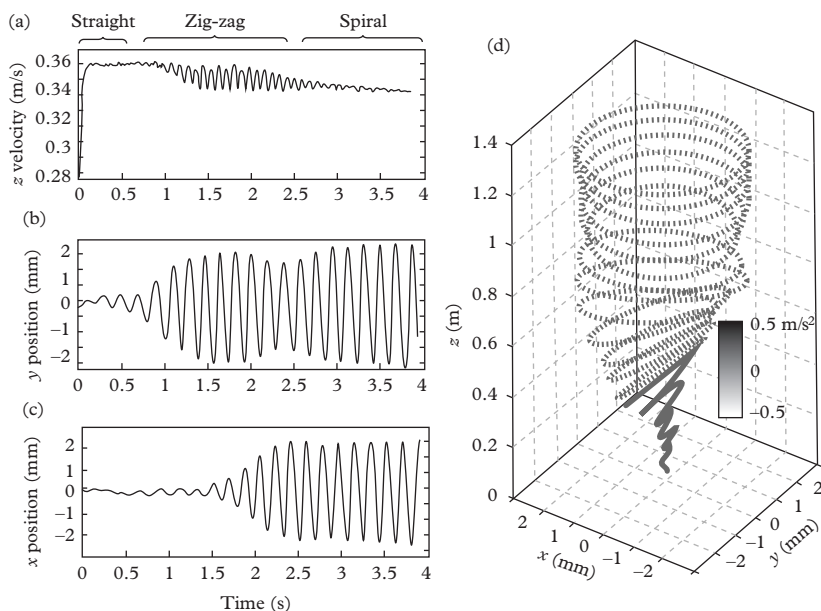 (a)
Straight Zig-zag Spiral
z velocity (m/s)
0.36
0.34
0.3
0.28
0 0.5 1 1.5 2 2.5 3 3.5 4
(b)
y position (mm)
2
1
0
−1
−2
0 0.5 1 1.5 2 2.5 3 3.5 4
(c)
x position (mm)
2
1
0
−1
−2
0 0.5 1 1.5 2 2.5 3 3.5 4
Time (s)
(d)
z (m)
1.4
1.2
1
0.8
0.6
0.4
0.2
0
0.5 m/s²
0
−0.5
2 1 0 −1 −2
x (mm)
−2 −1 0 1 2
y (mm)